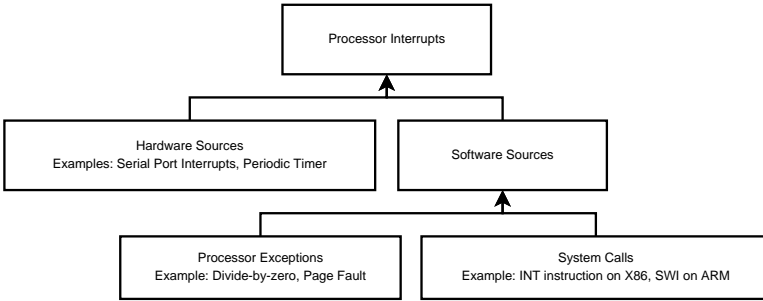 Processor Interrupts
Hardware Sources
Examples: Serial Port Interrupts, Periodic Timer
Software Sources
Processor Exceptions
Example: Divide-by-zero, Page Fault
System Calls
Example: INT instruction on X86, SWI on ARM